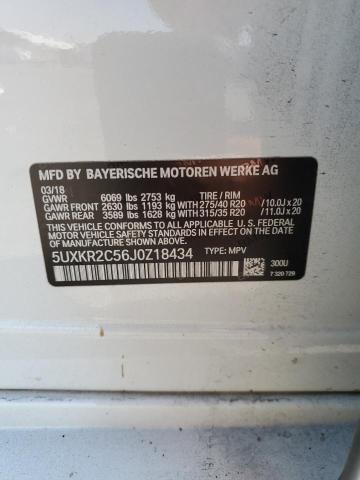 MFD BY BAYERISCHE MOTOREN WERKE AG
03/18
GVWR 6069 lbs 2753 kg TIRE / RIM
GAWR FRONT 2630 lbs 1193 kg WITH 275/40 R20 /10.0J x 20
GAWR REAR 3589 lbs 1628 kg WITH 315/35 R20 /11.0J x 20
THIS VEHICLE CONFORMS TO ALL APPLICABLE U.S. FEDERAL MOTOR
VEHICLE SAFETY STANDARDS IN EFFECT ON THE DATE OF
MANUFACTURE SHOWN ABOVE.
5UXKR2C56J0Z18434 TYPE: MPV
300U
7 320 729